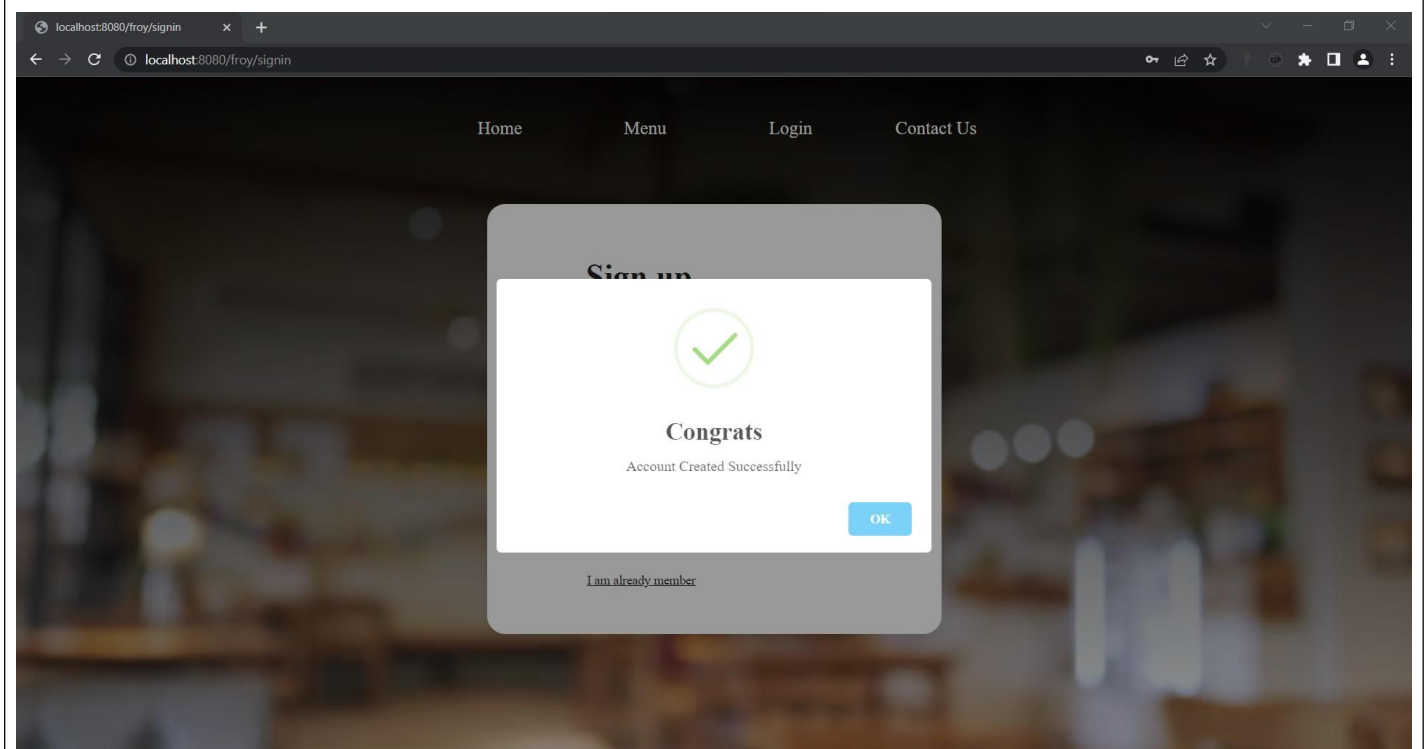 localhost:8080/froy/signin
localhost:8080/froy/signin
Home Menu Login Contact Us
Sign up
Congrats
Account Created Successfully
OK
I am already member